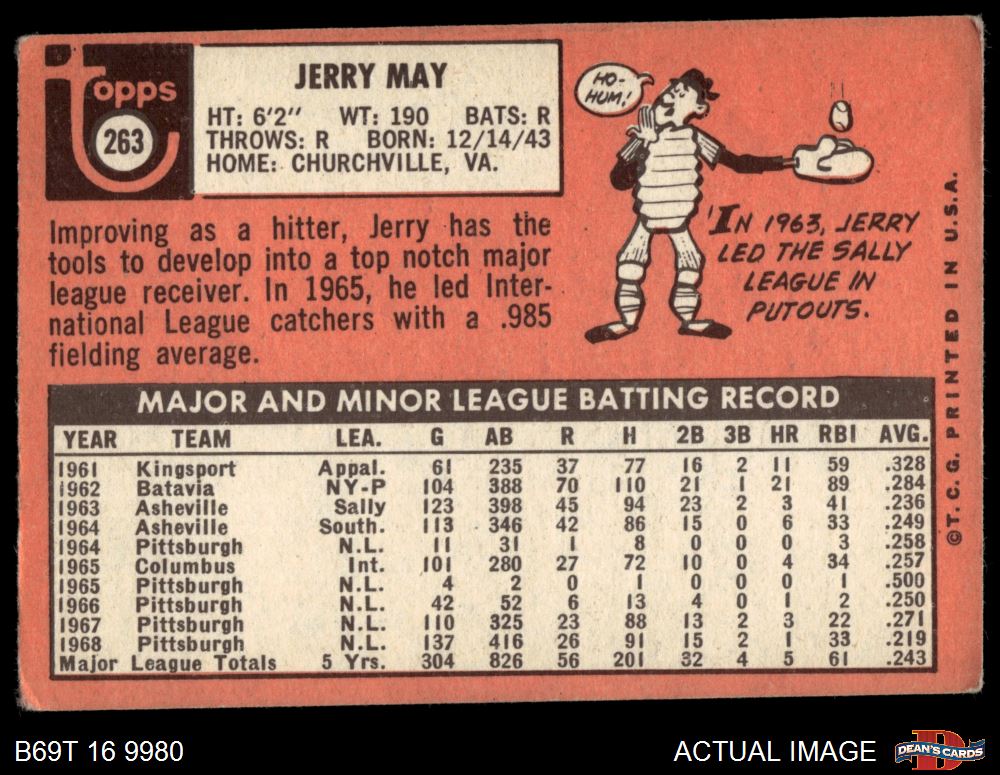 topps
263
JERRY MAY
HT: 6'2" WT: 190 BATS: R
THROWS: R BORN: 12/14/43
HOME: CHURCHVILLE, VA.
HO-
HUM!
Improving as a hitter, Jerry has the
tools to develop into a top notch major
league receiver. In 1965, he led Inter-
national League catchers with a .985
fielding average.
IN 1963, JERRY
LED THE SALLY
LEAGUE IN
PUTOUTS.
©T. C. G. PRINTED IN U.S.A.
MAJOR AND MINOR LEAGUE BATTING RECORD
YEAR TEAM LEA. G AB R H 2B 3B HR RBI AVG.
1961 Kingsport Appal. 61 235 37 77 16 2 11 59 .328
1962 Batavia NY-P 104 388 70 110 21 1 21 89 .284
1963 Asheville Sally 123 398 45 94 23 2 3 41 .236
1964 Asheville South. 113 346 42 86 15 0 6 33 .249
1964 Pittsburgh N.L. 11 31 1 8 0 0 0 3 .258
1965 Columbus Int. 101 280 27 72 10 0 4 34 .257
1965 Pittsburgh N.L. 4 2 0 1 0 0 0 1 .500
1966 Pittsburgh N.L. 42 52 6 13 4 0 1 2 .250
1967 Pittsburgh N.L. 110 325 23 88 13 2 3 22 .271
1968 Pittsburgh N.L. 137 416 26 91 15 2 1 33 .219
Major League Totals 5 Yrs. 304 826 56 201 32 4 5 61 .243
B69T 16 9980
ACTUAL IMAGE
DEAN'S CARDS